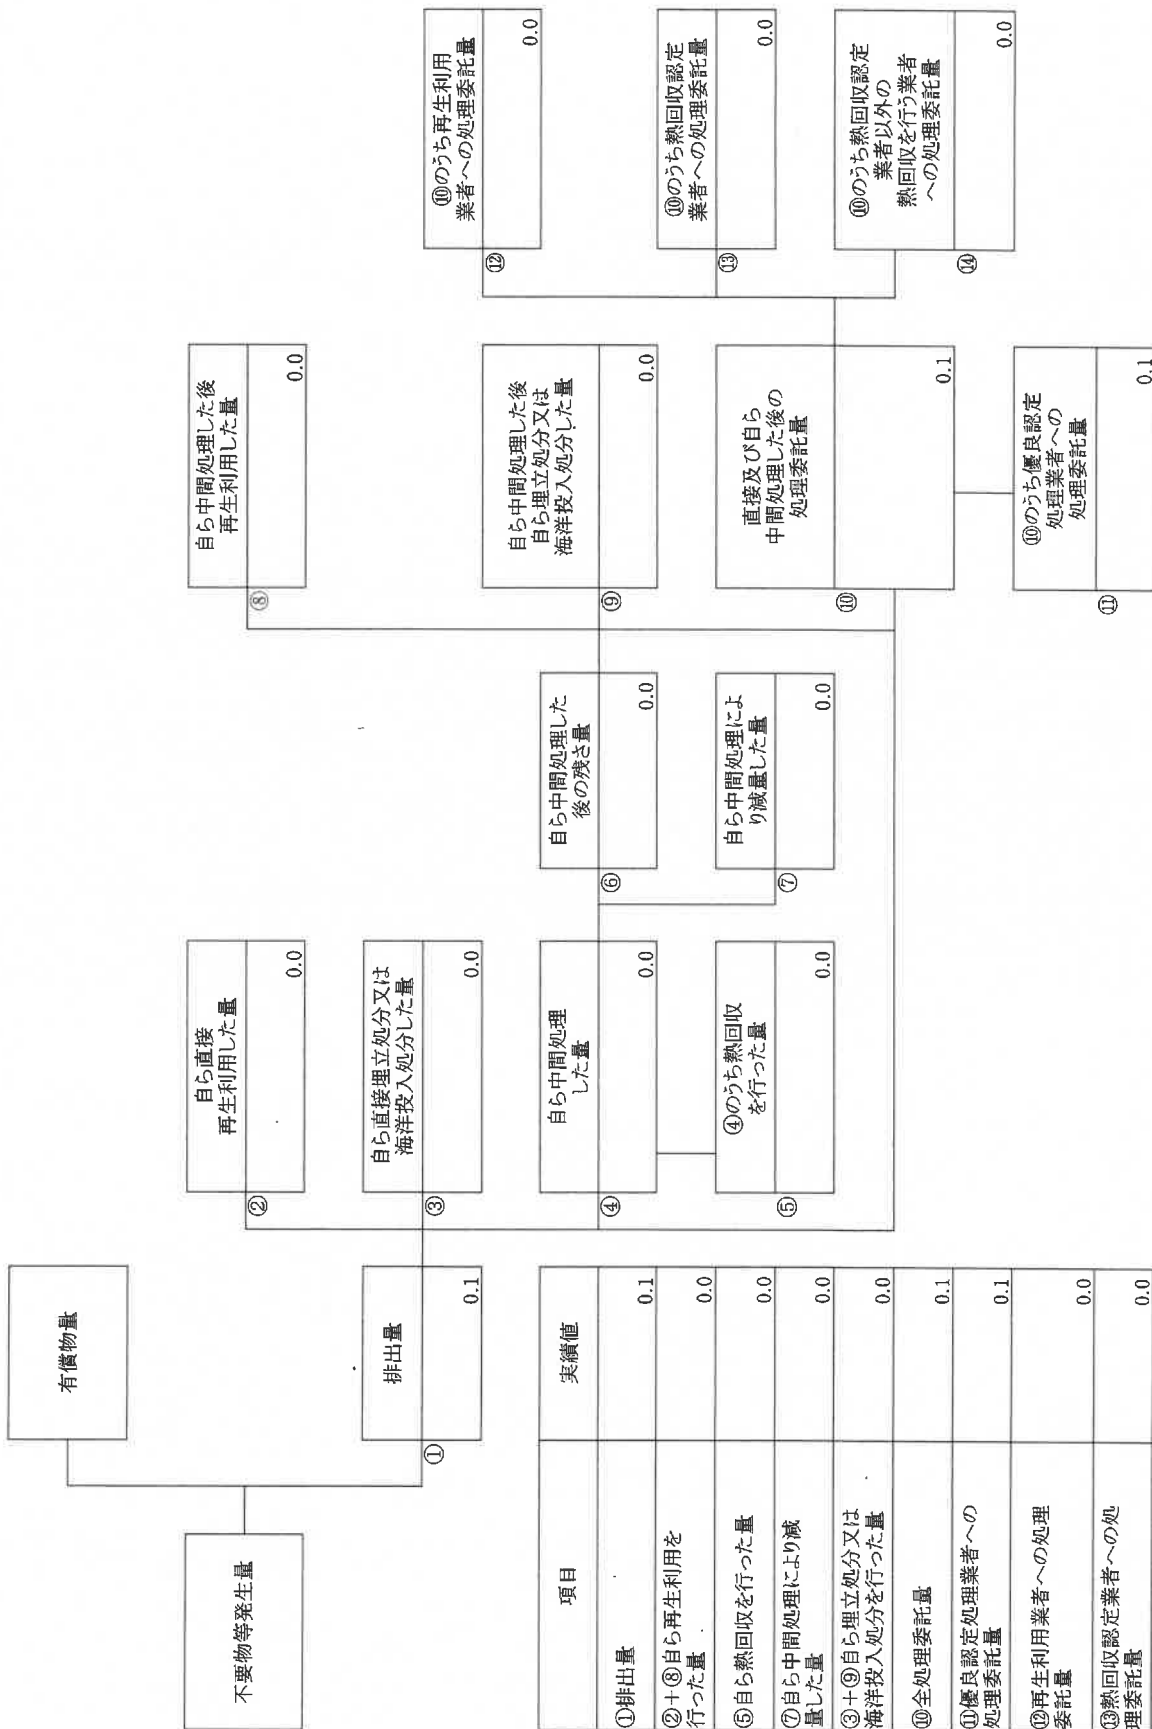 不要物等発生量
有償物量
①
排出量
0.1
②
自ら直接
再生利用した量
0.0
③
自ら直接埋立処分又は
海洋投入処分した量
0.0
④
自ら中間処理
した量
0.0
⑤
④のうち熱回収
を行った量
0.0
⑥
自ら中間処理した
後の残さ量
0.0
⑦
自ら中間処理によ
り減量した量
0.0
⑧
自ら中間処理した後
再生利用した量
0.0
⑨
自ら中間処理した後
自ら埋立処分又は
海洋投入処分した量
0.0
⑩
直接及び自ら
中間処理した後の
処理委託量
0.1
⑪
⑩のうち優良認定
処理業者への
処理委託量
0.1
⑫
⑩のうち再生利用
業者への処理委託量
0.0
⑬
⑩のうち熱回収認定
業者への処理委託量
0.0
⑭
⑩のうち熱回収認定
業者以外の
熱回収を行う業者
への処理委託量
0.0
項目 実績値
①排出量 0.1
②+⑧自ら再生利用を
行った量 0.0
⑤自ら熱回収を行った量 0.0
⑦自ら中間処理により減
量した量 0.0
③+⑨自ら埋立処分又は
海洋投入処分を行った量 0.0
⑩全処理委託量 0.1
⑪優良認定処理業者への
処理委託量 0.1
⑫再生利用業者への処理
委託量 0.0
⑬熱回収認定業者への処
理委託量 0.0